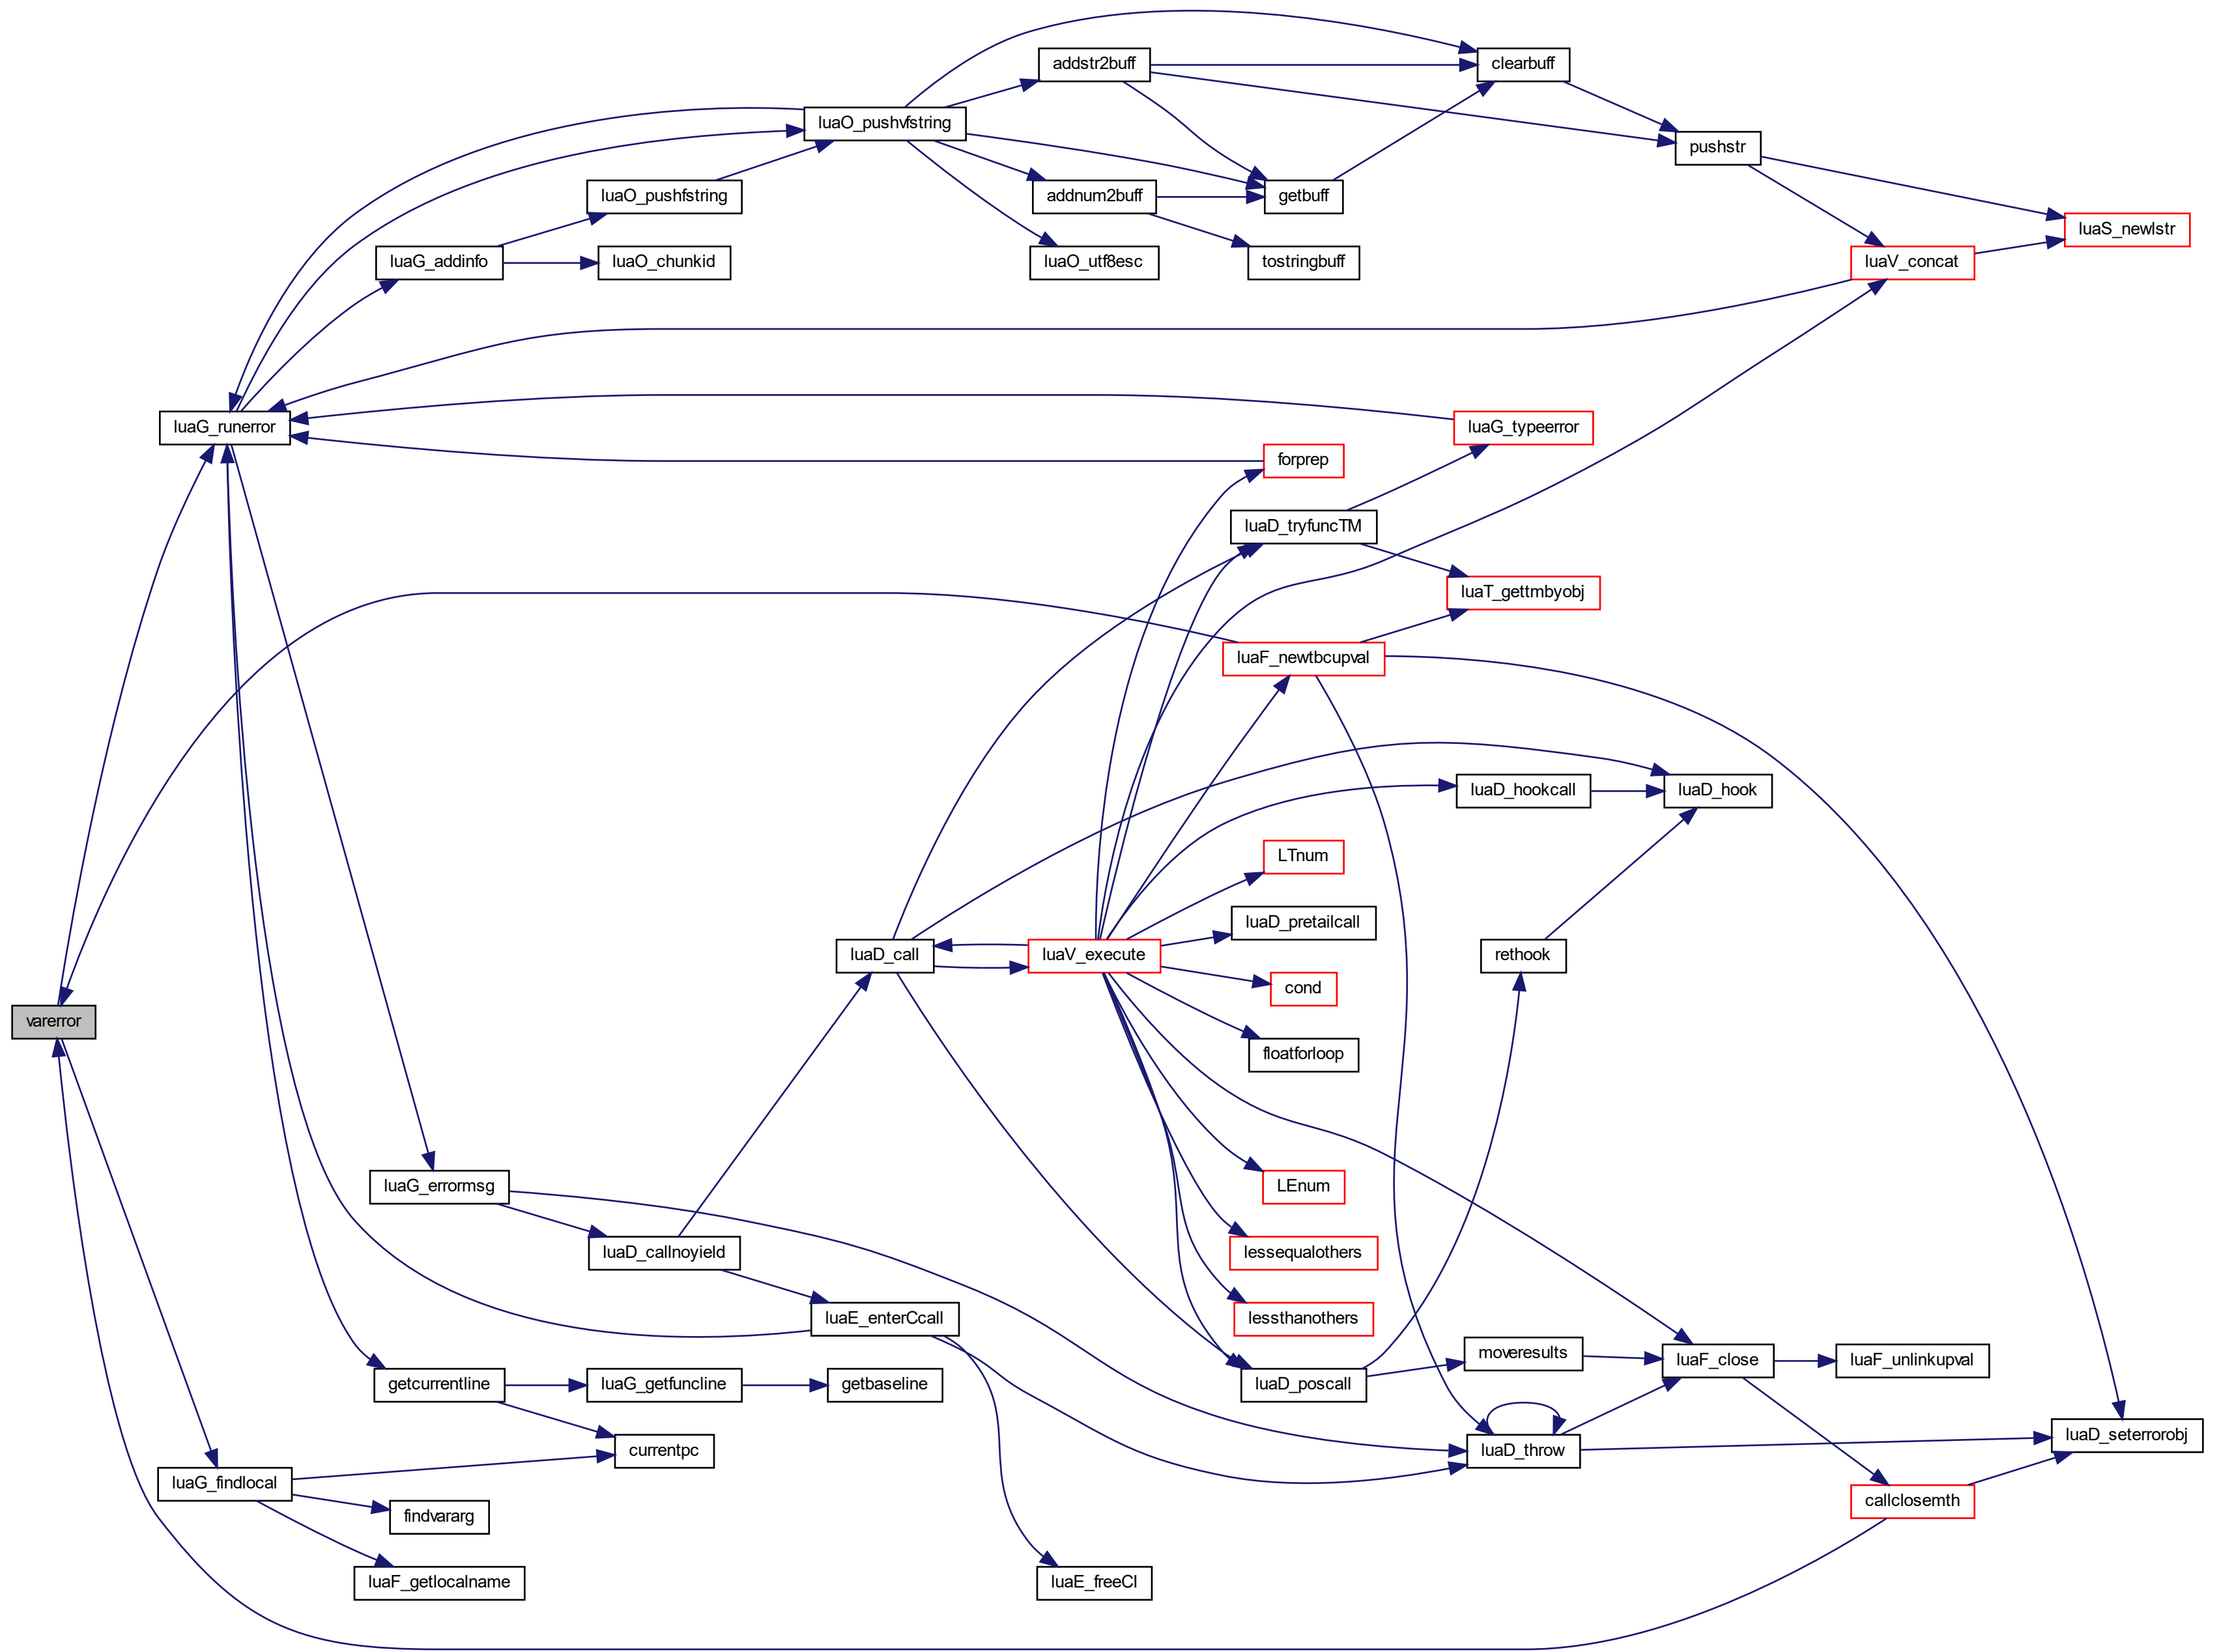 addstr2buff
clearbuff
luaO_pushvfstring
pushstr
luaO_pushfstring
addnum2buff
getbuff
luaS_newlstr
luaG_addinfo
luaO_chunkid
luaO_utf8esc
tostringbuff
luaV_concat
luaG_runerror
luaG_typeerror
forprep
luaD_tryfuncTM
luaT_gettmbyobj
luaF_newtbcupval
luaD_hookcall
luaD_hook
LTnum
luaD_pretailcall
luaD_call
luaV_execute
rethook
cond
varerror
floatforloop
luaG_errormsg
LEnum
luaD_callnoyield
lessequalothers
luaE_enterCcall
lessthanothers
moveresults
luaF_close
luaF_unlinkupval
getcurrentline
luaG_getfuncline
getbaseline
luaD_poscall
luaD_seterrorobj
currentpc
luaD_throw
luaG_findlocal
callclosemth
findvararg
luaF_getlocalname
luaE_freeCI